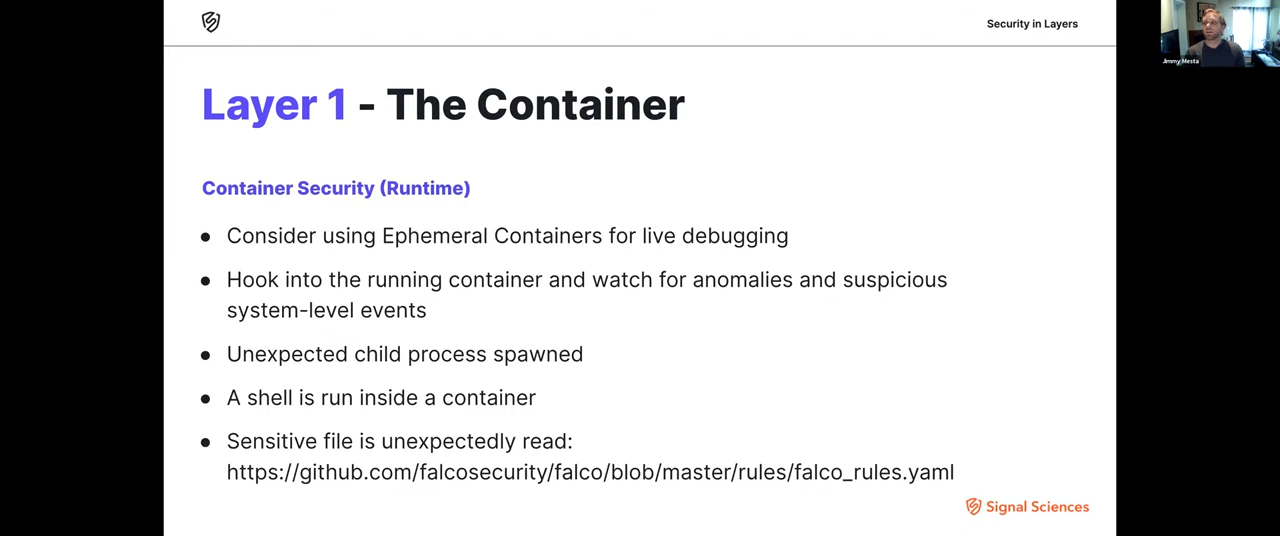 Security in Layers
Jimmy Mesta
Layer 1 - The Container
Container Security (Runtime)
● Consider using Ephemeral Containers for live debugging
● Hook into the running container and watch for anomalies and suspicious
system-level events
● Unexpected child process spawned
● A shell is run inside a container
● Sensitive file is unexpectedly read:
https://github.com/falcosecurity/falco/blob/master/rules/falco_rules.yaml
Signal Sciences